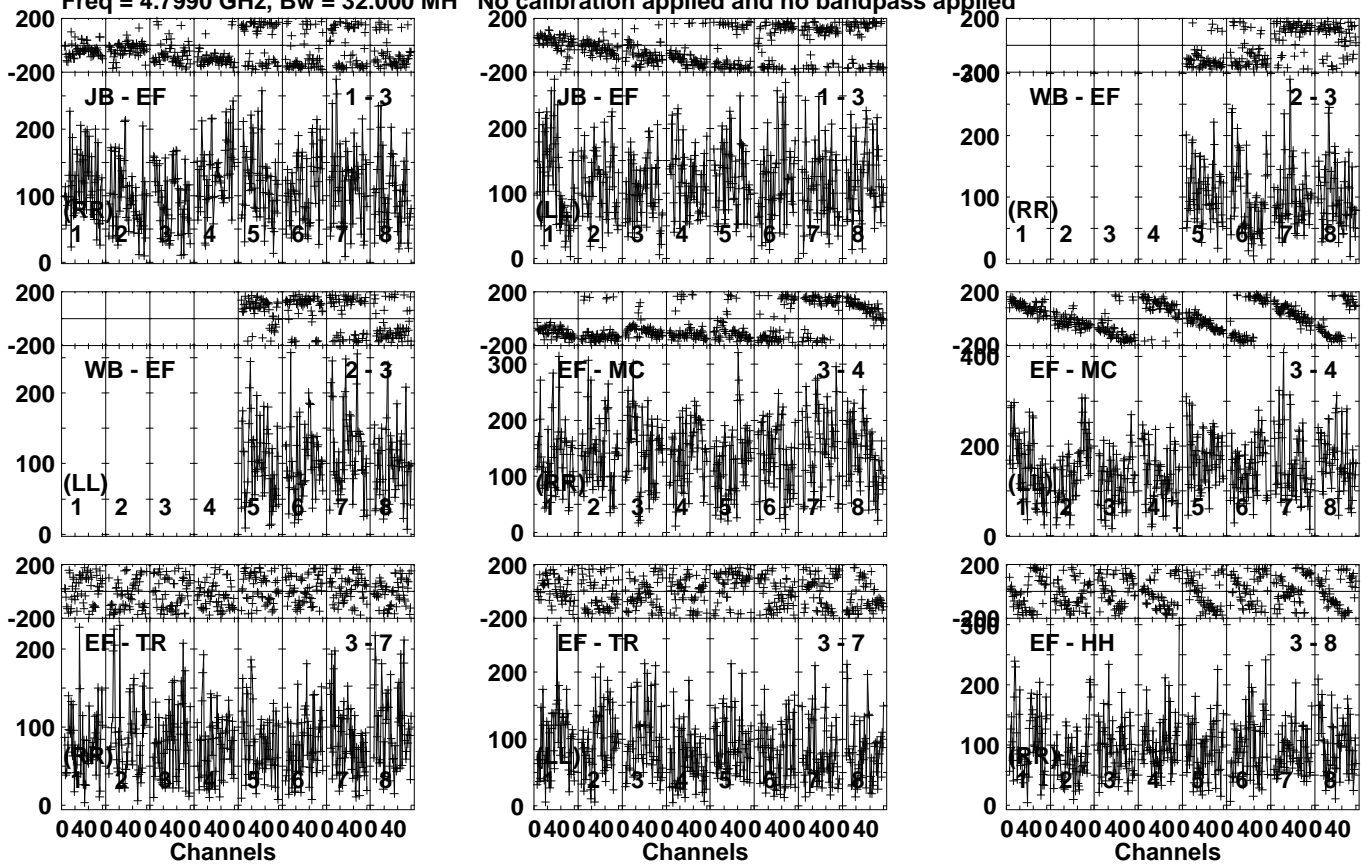 Freq = 4.7990 GHz, Bw = 32.000 MH No calibration applied and no bandpass applied
200
-200
JB - EF 1 - 3
200
100
(RR)
1 2 3 4 5 6 7 8
0
200
-200
JB - EF 1 - 3
200
100
(LL)
1 2 3 4 5 6 7 8
0
200
-200
300
WB - EF 2 - 3
200
100
(RR)
1 2 3 4 5 6 7 8
0
200
-200
WB - EF 2 - 3
200
100
(LL)
1 2 3 4 5 6 7 8
0
200
-200
300
EF - MC 3 - 4
200
100
(RR)
1 2 3 4 5 6 7 8
0
200
-200
400
EF - MC 3 - 4
200
(LL)
1 2 3 4 5 6 7 8
0
200
-200
EF - TR 3 - 7
200
100
(RR)
1 2 3 4 5 6 7 8
0
0 40 0 40 0 40 0 40 0 40 0 40 0 40 0 40
Channels
200
-200
EF - TR 3 - 7
200
100
(LL)
1 2 3 4 5 6 7 8
0
0 40 0 40 0 40 0 40 0 40 0 40 0 40 0 40
Channels
200
-200
300
EF - HH 3 - 8
200
100
(RR)
1 2 3 4 5 6 7 8
0
0 40 0 40 0 40 0 40 0 40 0 40 0 40 0 40
Channels